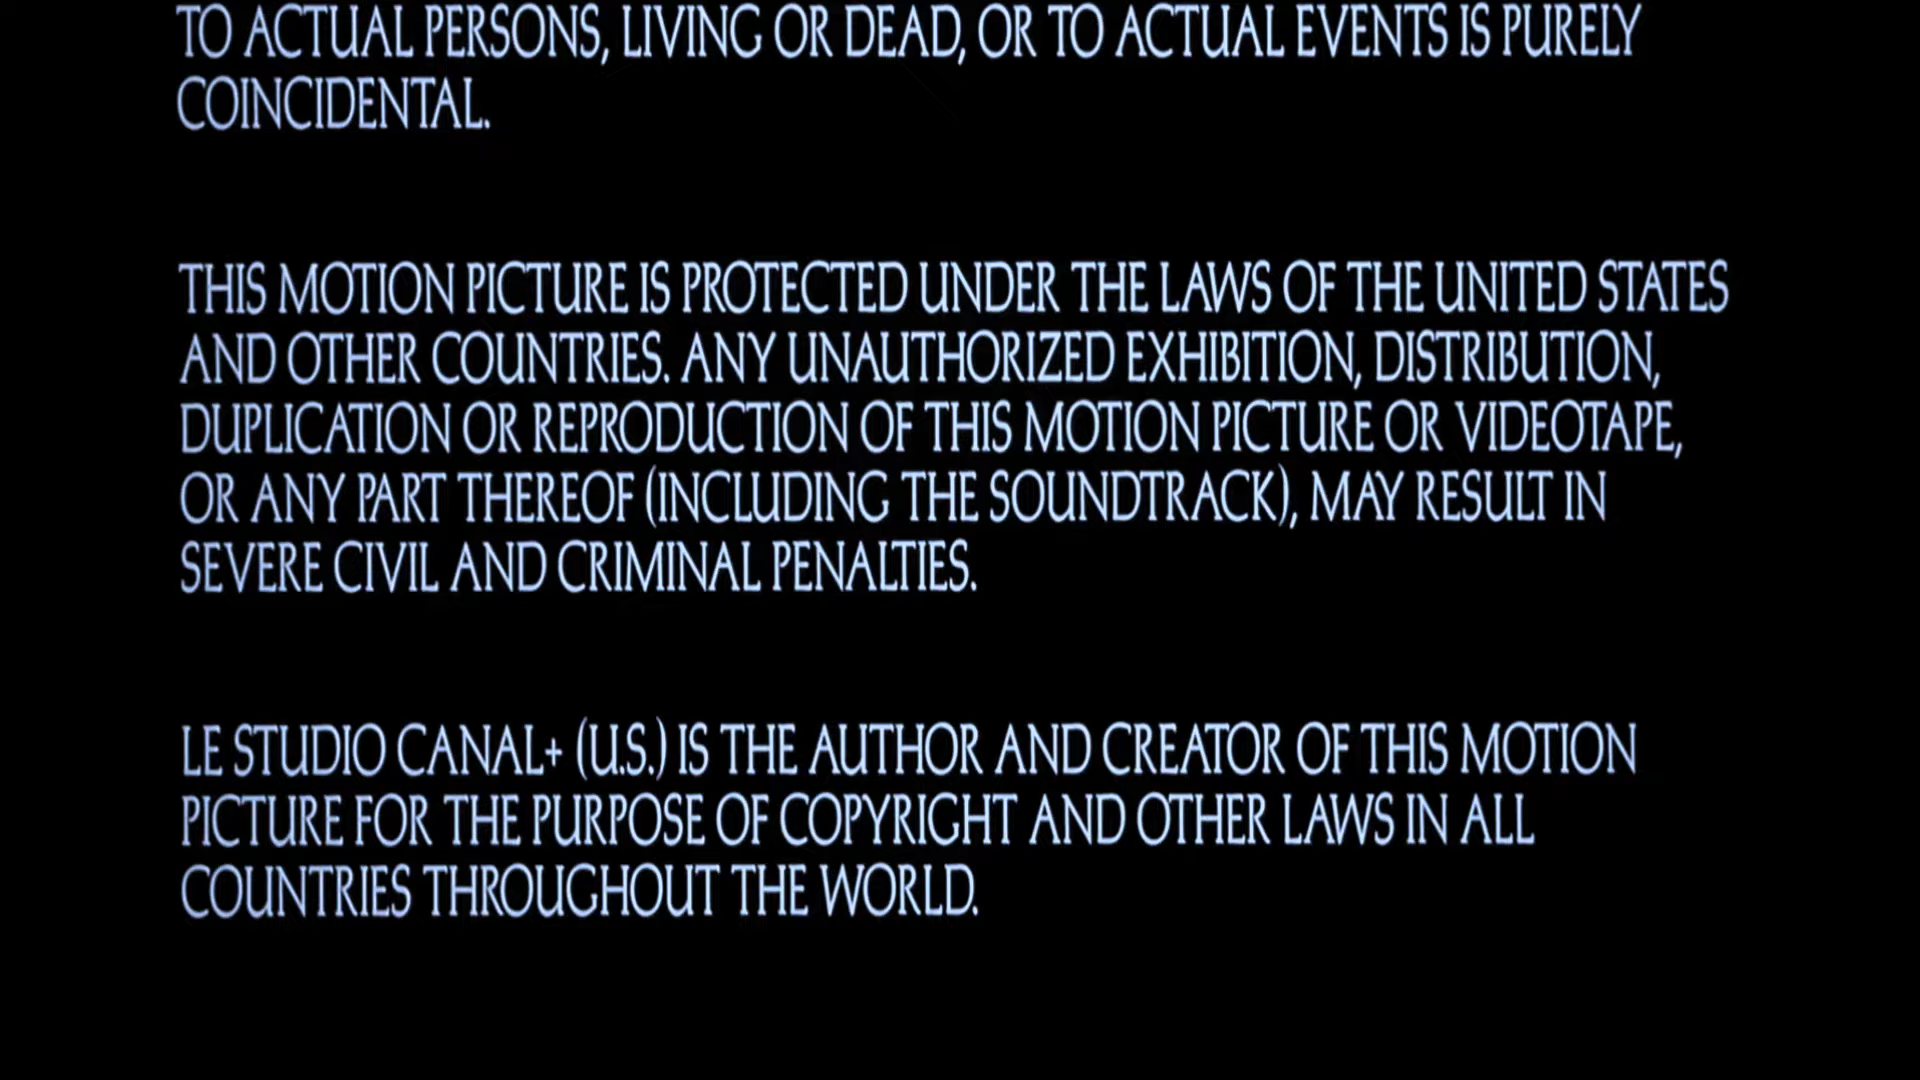 TO ACTUAL PERSONS, LIVING OR DEAD, OR TO ACTUAL EVENTS IS PURELY
COINCIDENTAL.
THIS MOTION PICTURE IS PROTECTED UNDER THE LAWS OF THE UNITED STATES
AND OTHER COUNTRIES. ANY UNAUTHORIZED EXHIBITION, DISTRIBUTION,
DUPLICATION OR REPRODUCTION OF THIS MOTION PICTURE OR VIDEOTAPE,
OR ANY PART THEREOF (INCLUDING THE SOUNDTRACK), MAY RESULT IN
SEVERE CIVIL AND CRIMINAL PENALTIES.
LE STUDIO CANAL+ (U.S.) IS THE AUTHOR AND CREATOR OF THIS MOTION
PICTURE FOR THE PURPOSE OF COPYRIGHT AND OTHER LAWS IN ALL
COUNTRIES THROUGHOUT THE WORLD.